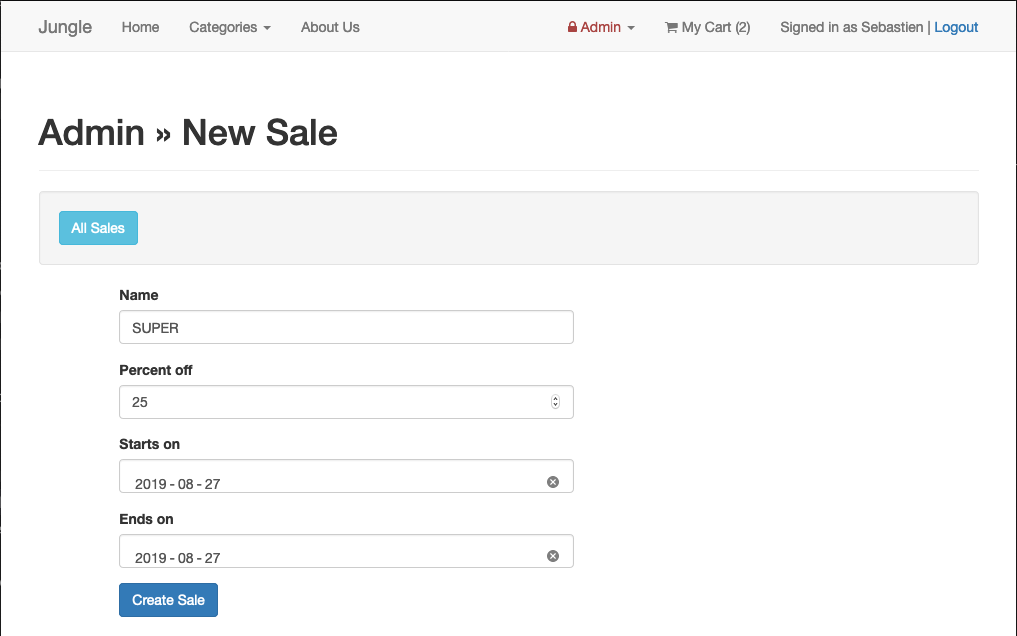 Jungle Home Categories About Us Admin My Cart (2) Signed in as Sebastien | Logout
Admin » New Sale
All Sales
Name
SUPER
Percent off
25
Starts on
2019 - 08 - 27
Ends on
2019 - 08 - 27
Create Sale